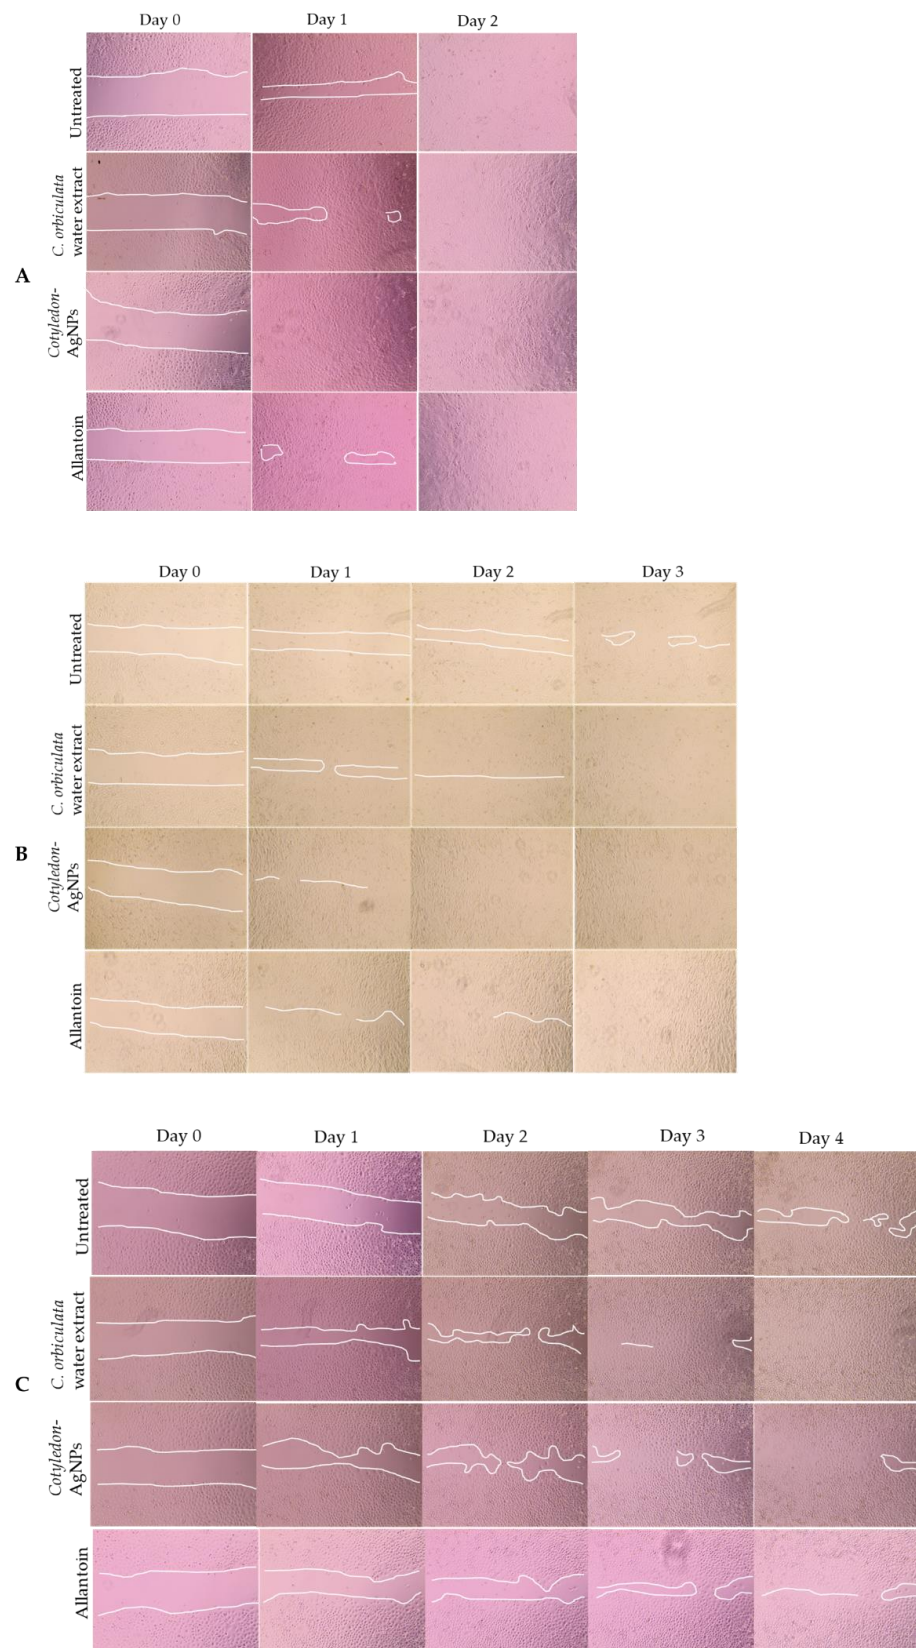 Day 0 Day 1 Day 2
Untreated
C. orbiculata
water extract
A
Cotyledon-
AgNPs
Allantoin
Day 0 Day 1 Day 2 Day 3
Untreated
C. orbiculata
water extract
B
Cotyledon-
AgNPs
Allantoin
Day 0 Day 1 Day 2 Day 3 Day 4
Untreated
C. orbiculata
water extract
C
Cotyledon-
AgNPs
Allantoin